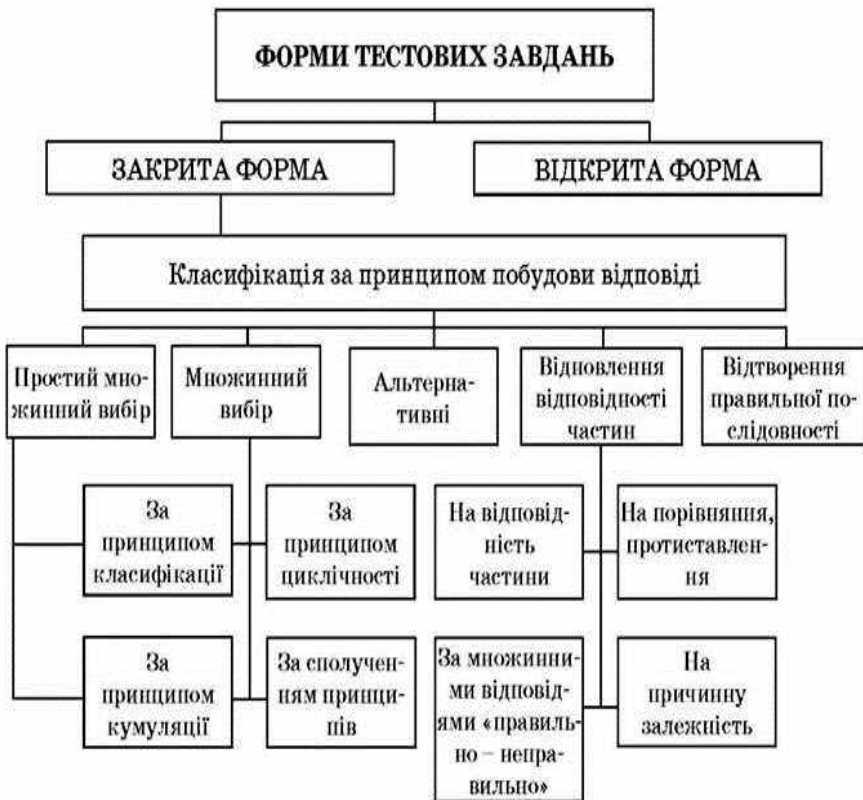 ФОРМИ ТЕСТОВИХ ЗАВДАНЬ
ЗАКРИТА ФОРМА
ВІДКРИТА ФОРМА
Класифікація за принципом побудови відповіді
Простий мно-
жинний вибір
Множинний
вибір
Альтерна-
тивні
Відновлення
відповідності
частин
Відтворення
правильної по-
слідовності
За
принципом
класифікації
За
принципом
циклічності
На відповід-
ність
частини
На порівняння,
протиставлен-
ня
За
принципом
кумуляції
За сполучен-
ням принци-
пів
За множинни-
ми відповід-
ями «правиль-
но – непра-
вильно»
На
причинну
залежність